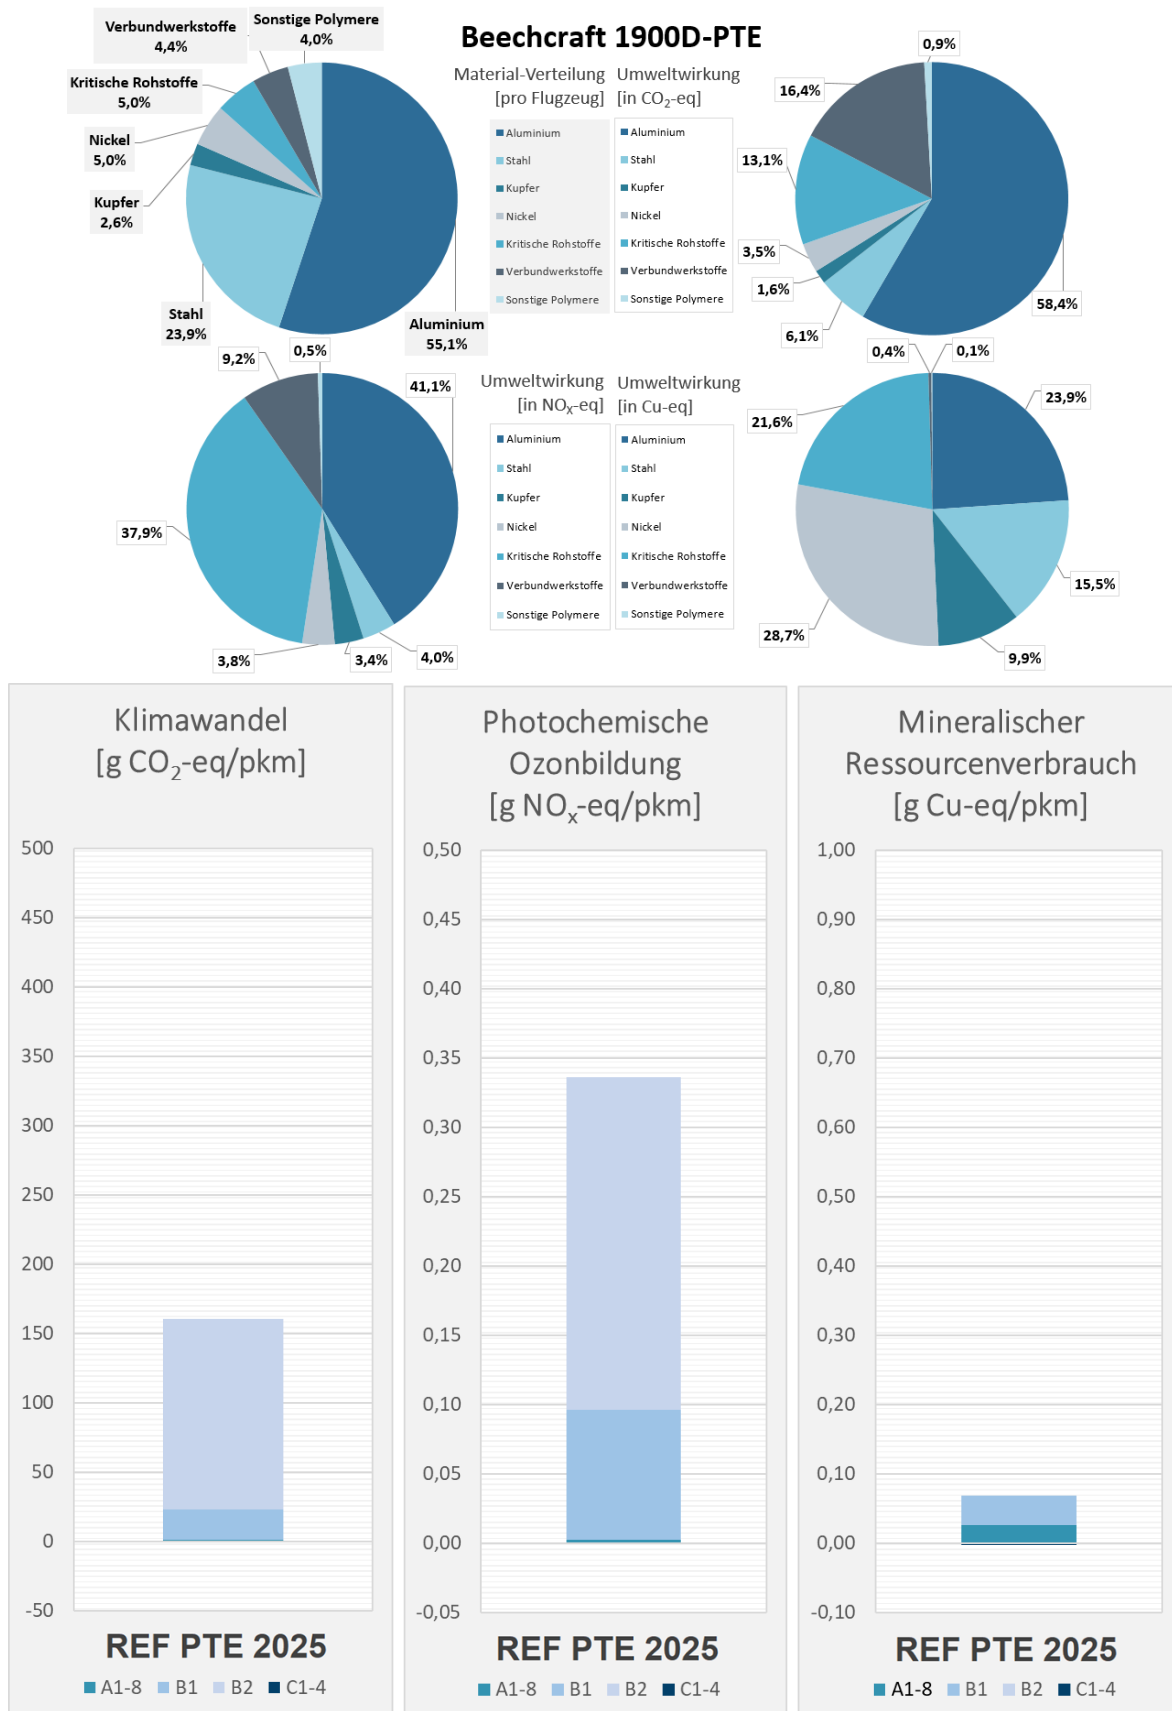 Beechcraft 1900D-PTE
Verbundwerkstoffe
4,4%
Sonstige Polymere
4,0%
Kritische Rohstoffe
5,0%
Nickel
5,0%
Kupfer
2,6%
Stahl
23,9%
Aluminium
55,1%
Material-Verteilung
[pro Flugzeug]
Aluminium
Stahl
Kupfer
Nickel
Kritische Rohstoffe
Verbundwerkstoffe
Sonstige Polymere
Umweltwirkung
[in CO₂-eq]
Aluminium
Stahl
Kupfer
Nickel
Kritische Rohstoffe
Verbundwerkstoffe
Sonstige Polymere
0,9%
16,4%
13,1%
3,5%
1,6%
6,1%
58,4%
9,2%
0,5%
41,1%
37,9%
3,8%
3,4%
4,0%
Umweltwirkung
[in NOₓ-eq]
Aluminium
Stahl
Kupfer
Nickel
Kritische Rohstoffe
Verbundwerkstoffe
Sonstige Polymere
Umweltwirkung
[in Cu-eq]
Aluminium
Stahl
Kupfer
Nickel
Kritische Rohstoffe
Verbundwerkstoffe
Sonstige Polymere
0,4%
0,1%
23,9%
21,6%
15,5%
28,7%
9,9%
Klimawandel
[g CO₂-eq/pkm]
500
450
400
350
300
250
200
150
100
50
0
-50
REF PTE 2025
A1-8 B1 B2 C1-4
Photochemische
Ozonbildung
[g NOₓ-eq/pkm]
0,50
0,45
0,40
0,35
0,30
0,25
0,20
0,15
0,10
0,05
0,00
-0,05
REF PTE 2025
A1-8 B1 B2 C1-4
Mineralischer
Ressourcenverbrauch
[g Cu-eq/pkm]
1,00
0,90
0,80
0,70
0,60
0,50
0,40
0,30
0,20
0,10
0,00
-0,10
REF PTE 2025
A1-8 B1 B2 C1-4